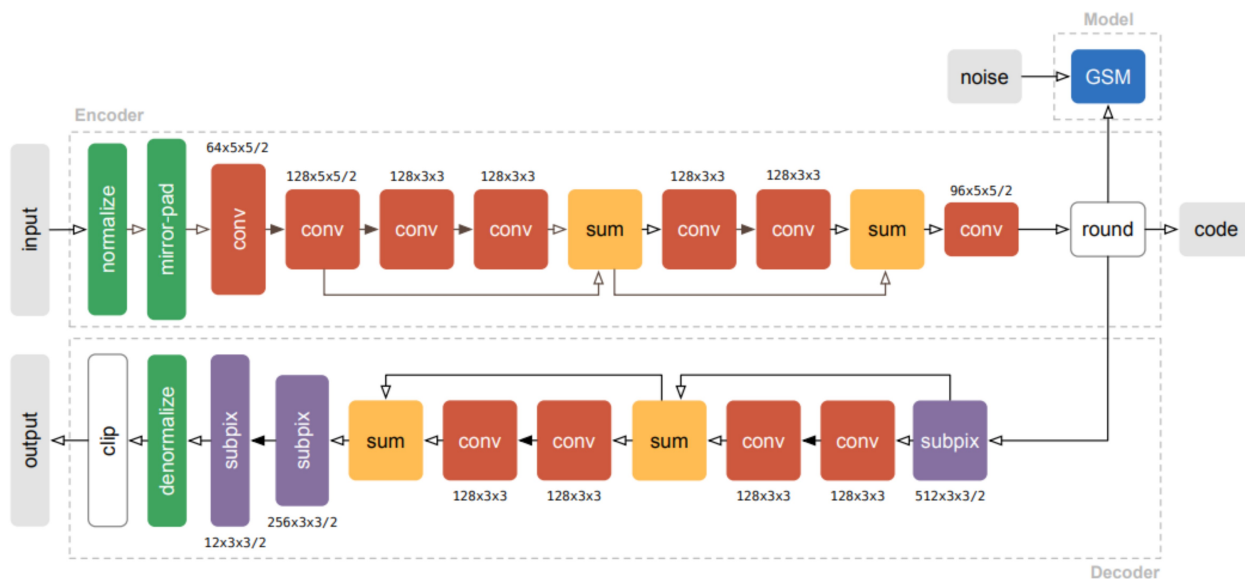 Model
noise
GSM
Encoder
input
normalize
mirror-pad
64x5x5/2
conv
128x5x5/2
conv
128x3x3
conv
128x3x3
conv
sum
128x3x3
conv
128x3x3
conv
sum
96x5x5/2
conv
round
code
output
clip
denormalize
subpix
12x3x3/2
subpix
256x3x3/2
sum
conv
128x3x3
conv
128x3x3
sum
conv
128x3x3
conv
128x3x3
subpix
512x3x3/2
Decoder